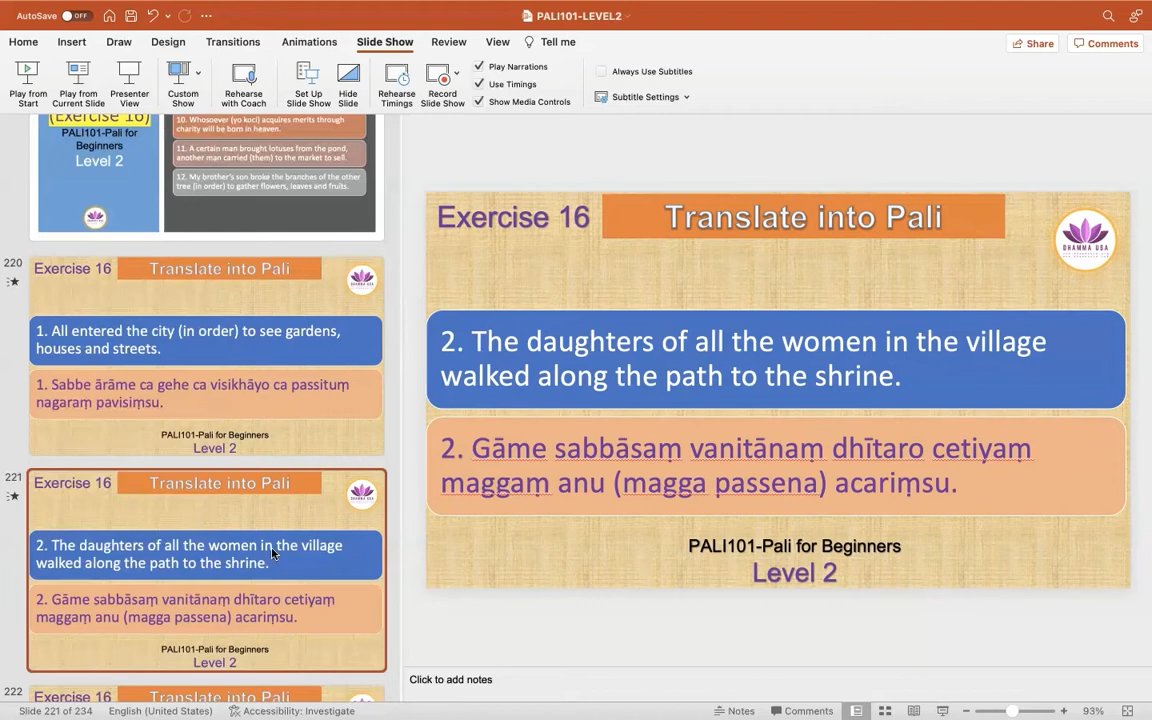 AutoSave OFF
PALI101-LEVEL2
Home Insert Draw Design Transitions Animations Slide Show Review View Tell me
Share Comments
Play from Start
Play from Current Slide
Presenter View
Custom Show
Rehearse with Coach
Set Up Slide Show
Hide Slide
Rehearse Timings
Record Slide Show
Play Narrations
Use Timings
Show Media Controls
Always Use Subtitles
Subtitle Settings
(Exercise 16)
PALI101-Pali for
Beginners
Level 2
10. Whosoever (yo koci) acquires merits through
charity will be born in heaven.
11. A certain man brought lotuses from the pond,
another man carried (them) to the market to sell.
12. My brother's son broke the branches of the other
tree (in order) to gather flowers, leaves and fruits.
220
Exercise 16 Translate into Pali
1. All entered the city (in order) to see gardens,
houses and streets.
1. Sabbe ārāme ca gehe ca visikhāyo ca passituṃ
nagaraṃ pavisiṃsu.
PALI101-Pali for Beginners
Level 2
221
Exercise 16 Translate into Pali
2. The daughters of all the women in the village
walked along the path to the shrine.
2. Gāme sabbāsaṃ vanitānaṃ dhītaro cetiyaṃ
maggaṃ anu (magga passena) acariṃsu.
PALI101-Pali for Beginners
Level 2
222
Exercise 16 Translate into Pali
Exercise 16 Translate into Pali
DHAMMA USA
2. The daughters of all the women in the village
walked along the path to the shrine.
2. Gāme sabbāsaṃ vanitānaṃ dhītaro cetiyaṃ
maggaṃ anu (magga passena) acariṃsu.
PALI101-Pali for Beginners
Level 2
Click to add notes
Slide 221 of 234 English (United States) Accessibility: Investigate Notes Comments 93%